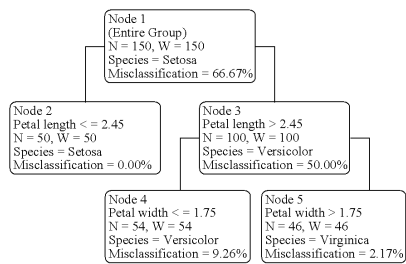 Node 1
(Entire Group)
N = 150, W = 150
Species = Setosa
Misclassification = 66.67%
Node 2
Petal length < = 2.45
N = 50, W = 50
Species = Setosa
Misclassification = 0.00%
Node 3
Petal length > 2.45
N = 100, W = 100
Species = Versicolor
Misclassification = 50.00%
Node 4
Petal width < = 1.75
N = 54, W = 54
Species = Versicolor
Misclassification = 9.26%
Node 5
Petal width > 1.75
N = 46, W = 46
Species = Virginica
Misclassification = 2.17%